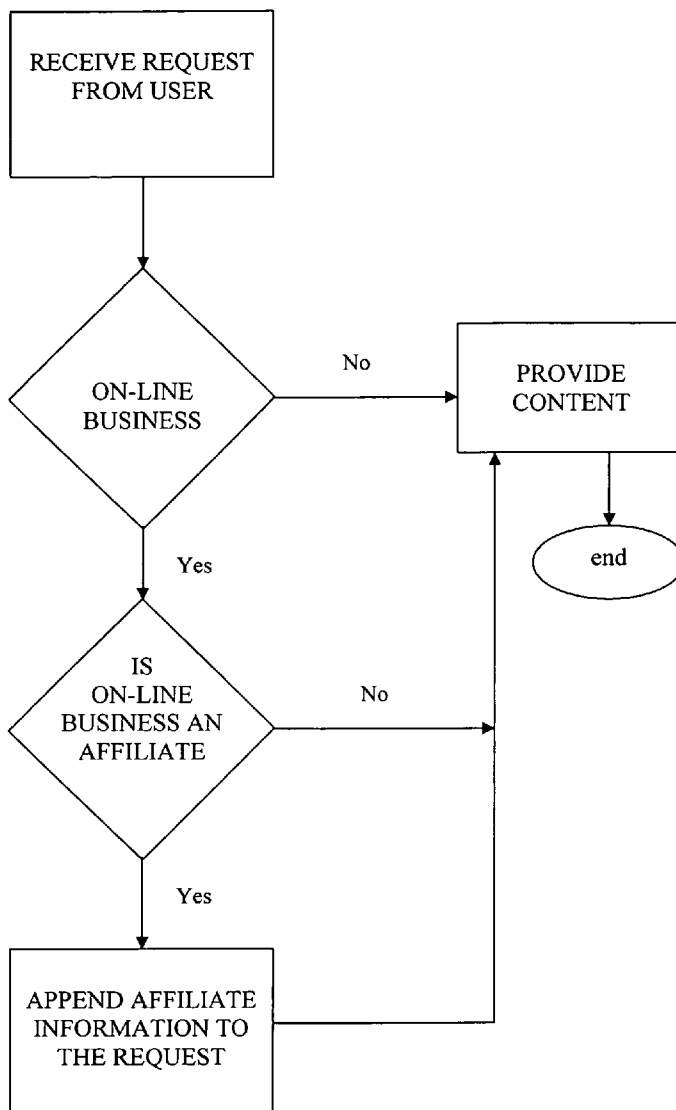 RECEIVE REQUEST
FROM USER
ON-LINE
BUSINESS
No
PROVIDE
CONTENT
end
Yes
IS
ON-LINE
BUSINESS AN
AFFILIATE
No
Yes
APPEND AFFILIATE
INFORMATION TO
THE REQUEST